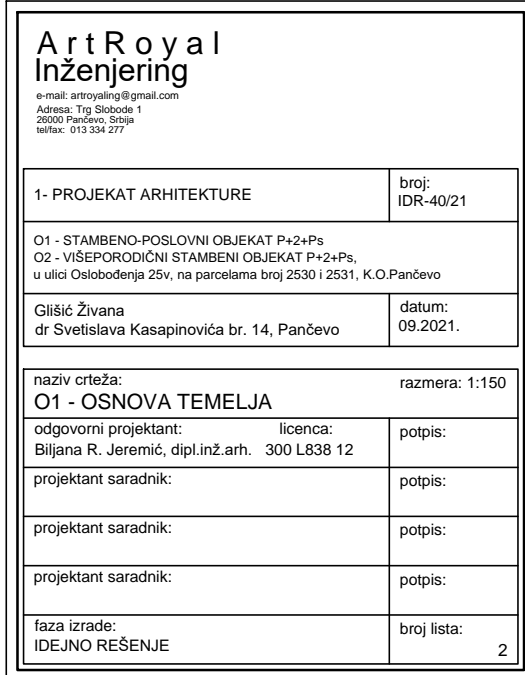 ArtRoyal
Inženjering
e-mail: artroyaling@gmail.com
Adresa: Trg Slobode 1
26000 Pančevo, Srbija
tel/fax: 013 334 277
1- PROJEKAT ARHITEKTURE
broj:
IDR-40/21
O1 - STAMBENO-POSLOVNI OBJEKAT P+2+Ps
O2 - VIŠEPORODIČNI STAMBENI OBJEKAT P+2+Ps,
u ulici Oslobođenja 25v, na parcelama broj 2530 i 2531, K.O.Pančevo
Glišić Živana
dr Svetislava Kasapinovića br. 14, Pančevo
datum:
09.2021.
naziv crteža:
O1 - OSNOVA TEMELJA
razmera: 1:150
odgovorni projektant: licenca:
Biljana R. Jeremić, dipl.inž.arh. 300 L838 12
potpis:
projektant saradnik:
potpis:
projektant saradnik:
potpis:
projektant saradnik:
potpis:
faza izrade:
IDEJNO REŠENJE
broj lista:
2